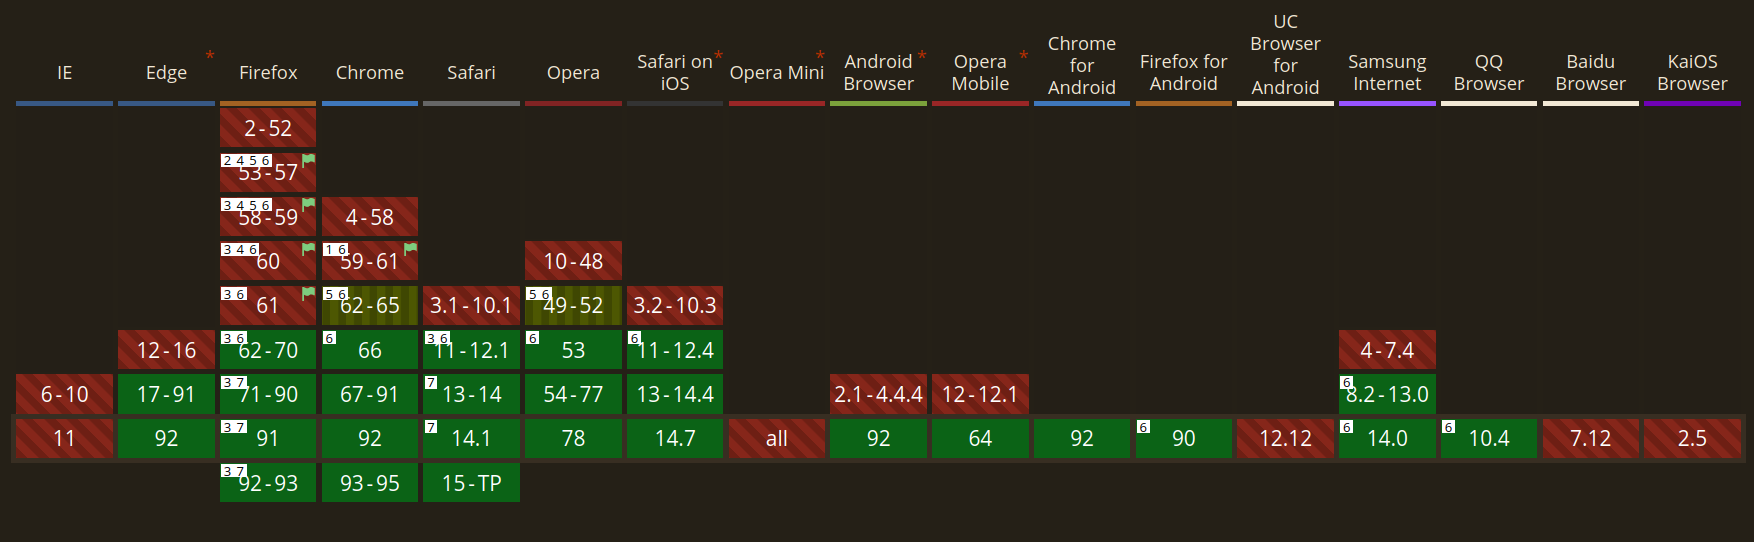 IE
Edge *
Firefox
Chrome
Safari
Opera
Safari on *
iOS
Opera Mini *
Android *
Browser
Opera *
Mobile
Chrome
for
Android
Firefox for
Android
UC
Browser
for
Android
Samsung
Internet
QQ
Browser
Baidu
Browser
KaiOS
Browser
2-52
2 4 5 6 53-57
3 4 5 6 58-59 4-58
3 4 6 60 1 6 59-61 10-48
3 6 61 5 6 62-65 3.1-10.1 5 6 49-52 3.2-10.3
12-16 3 6 62-70 6 66 3 6 11-12.1 6 53 6 11-12.4 4-7.4
6-10 17-91 3 7 71-90 67-91 7 13-14 54-77 13-14.4 2.1-4.4.4 12-12.1 6 8.2-13.0
11 92 3 7 91 92 7 14.1 78 14.7 all 92 64 92 6 90 12.12 6 14.0 6 10.4 7.12 2.5
3 7 92-93 93-95 15-TP